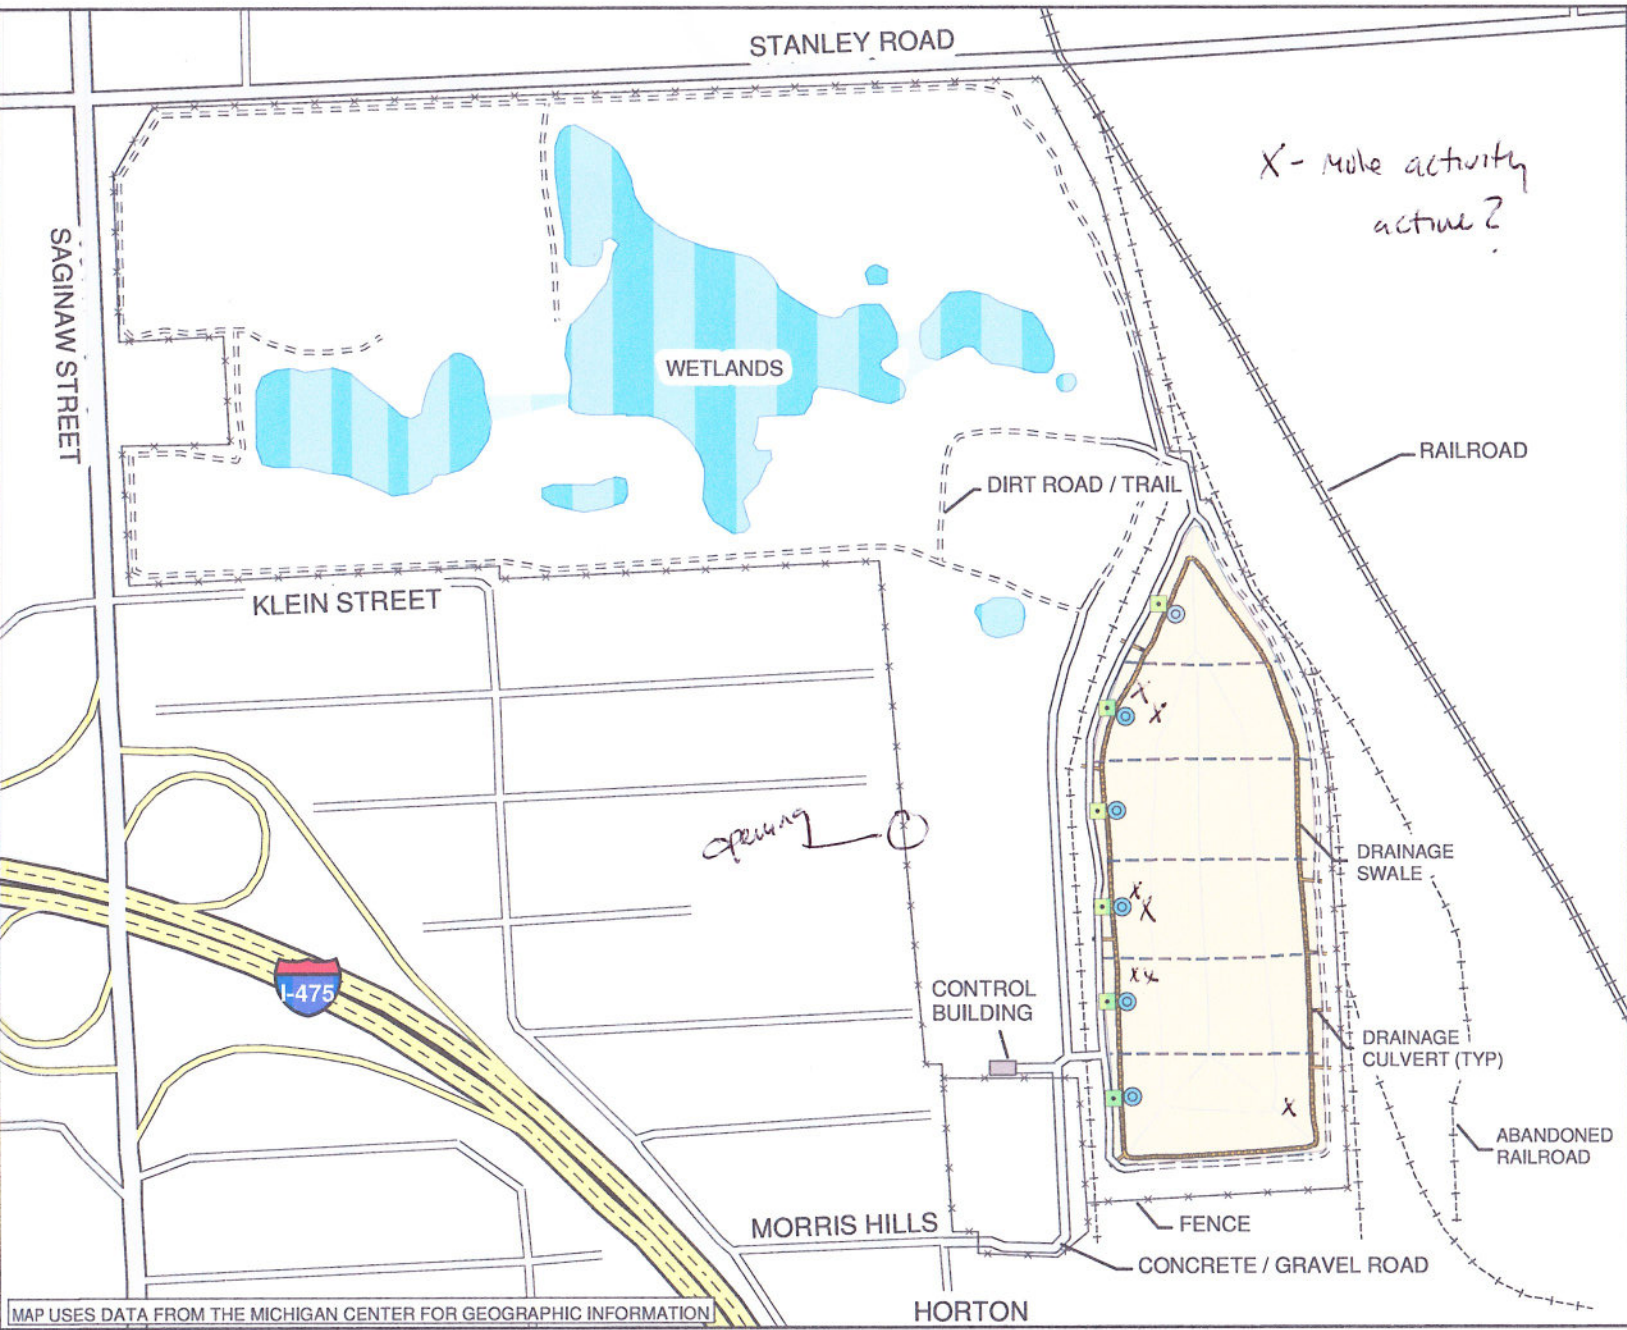 STANLEY ROAD
X - mole activity
active?
SAGINAW STREET
WETLANDS
RAILROAD
DIRT ROAD / TRAIL
KLEIN STREET
opening
DRAINAGE
SWALE
I-475
CONTROL
BUILDING
DRAINAGE
CULVERT (TYP)
ABANDONED
RAILROAD
MORRIS HILLS
FENCE
CONCRETE / GRAVEL ROAD
MAP USES DATA FROM THE MICHIGAN CENTER FOR GEOGRAPHIC INFORMATION
HORTON